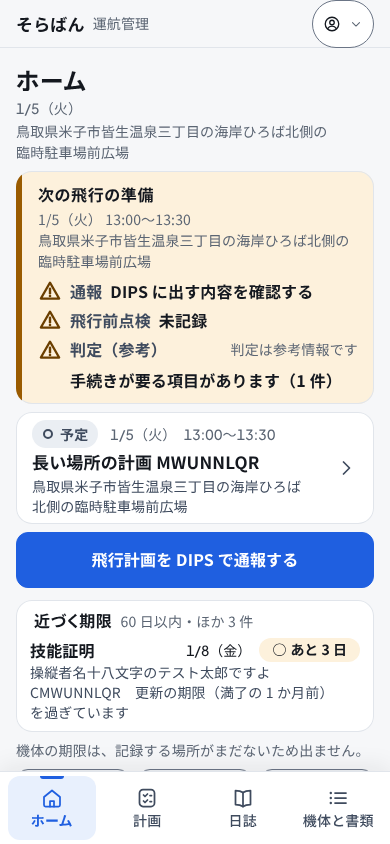 そらばん 運航管理
ホーム
1/5（火）
鳥取県米子市皆生温泉三丁目の海岸ひろば北側の
臨時駐車場前広場
次の飛行の準備
1/5（火） 13:00〜13:30
鳥取県米子市皆生温泉三丁目の海岸ひろば北側の
臨時駐車場前広場
通報 DIPS に出す内容を確認する
飛行前点検 未記録
判定（参考） 判定は参考情報です
手続きが要る項目があります（1 件）
予定 1/5（火） 13:00〜13:30
長い場所の計画 MWUNNLQR
鳥取県米子市皆生温泉三丁目の海岸ひろば
北側の臨時駐車場前広場
飛行計画を DIPS で通報する
近づく期限 60 日以内・ほか 3 件
技能証明 1/8（金） あと 3 日
操縦者名十八文字のテスト太郎ですよ
CMWUNNLQR 更新の期限（満了の 1 か月前）
を過ぎています
機体の期限は、記録する場所がまだないため出ません。
ホーム 計画 日誌 機体と書類